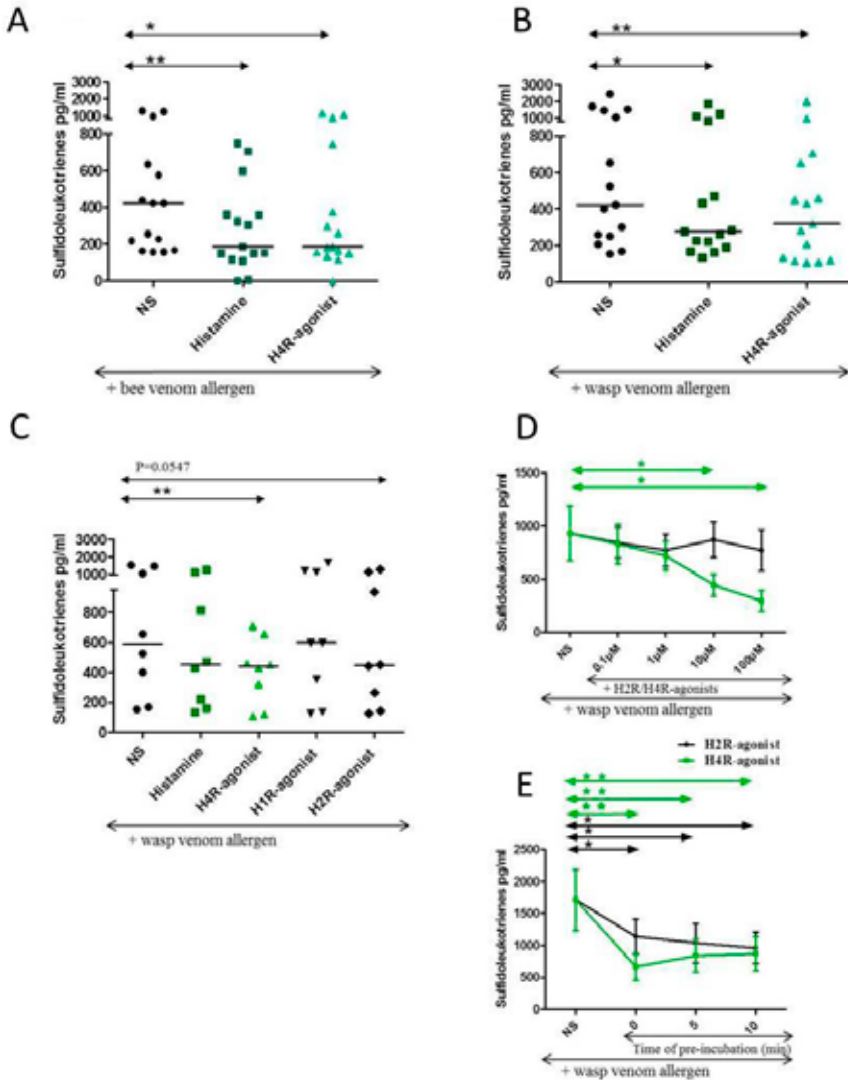 A
*
**
Sulfidoleukotrienes pg/ml
3000
2000
1000
800
600
400
200
0
NS
Histamine
H4R-agonist
+ bee venom allergen
B
**
*
Sulfidoleukotrienes pg/ml
3000
2000
1000
800
600
400
200
0
NS
Histamine
H4R-agonist
+ wasp venom allergen
C
P=0.0547
**
Sulfidoleukotrienes pg/ml
3000
2000
1000
800
600
400
200
0
NS
Histamine
H4R-agonist
H1R-agonist
H2R-agonist
+ wasp venom allergen
D
*
*
Sulfidoleukotrienes pg/ml
1500
1000
500
0
NS
0.1µM
1µM
10µM
100µM
+ H2R/H4R-agonists
+ wasp venom allergen
H2R-agonist
H4R-agonist
E
**
**
**
*
*
*
Sulfidoleukotrienes pg/ml
2500
2000
1500
1000
500
0
NS
0
5
10
Time of pre-incubation (min)
+ wasp venom allergen